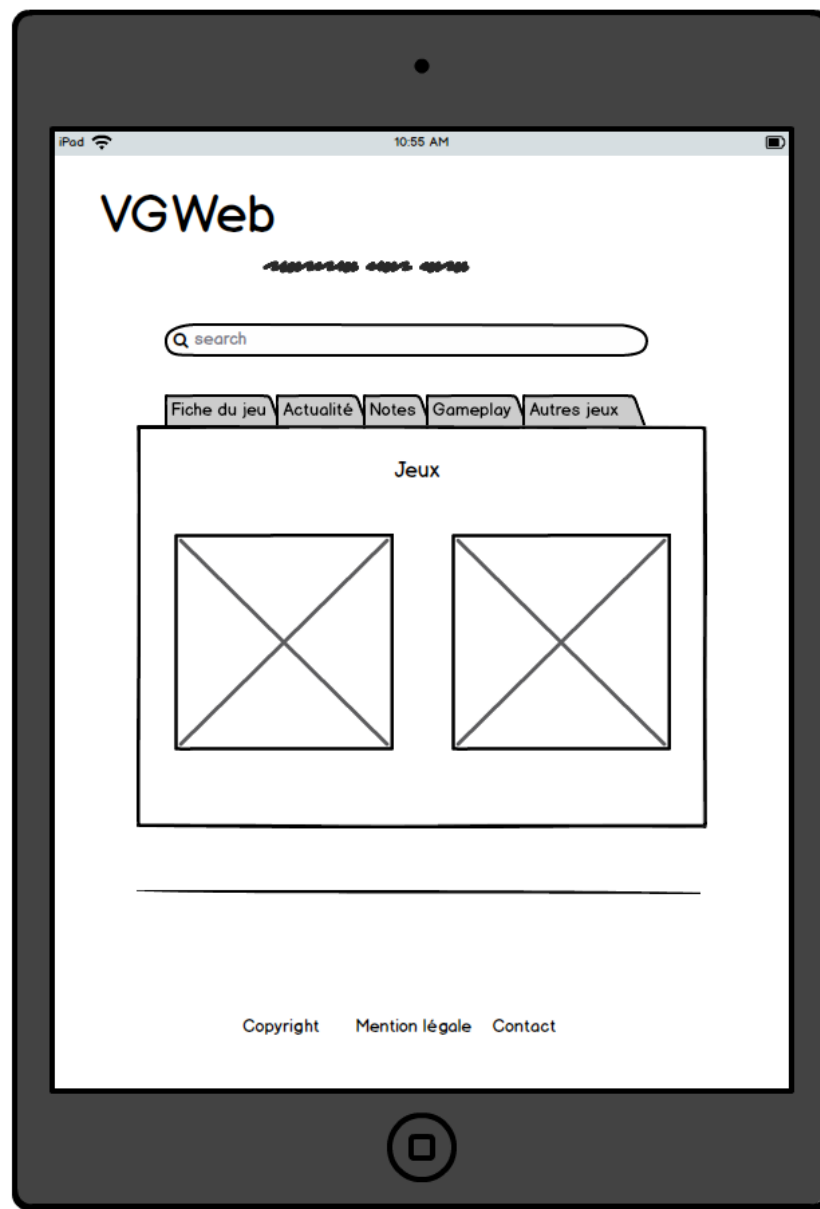 iPad 10:55 AM
VGWeb
search
Fiche du jeu Actualité Notes Gameplay Autres jeux
Jeux
Copyright Mention légale Contact